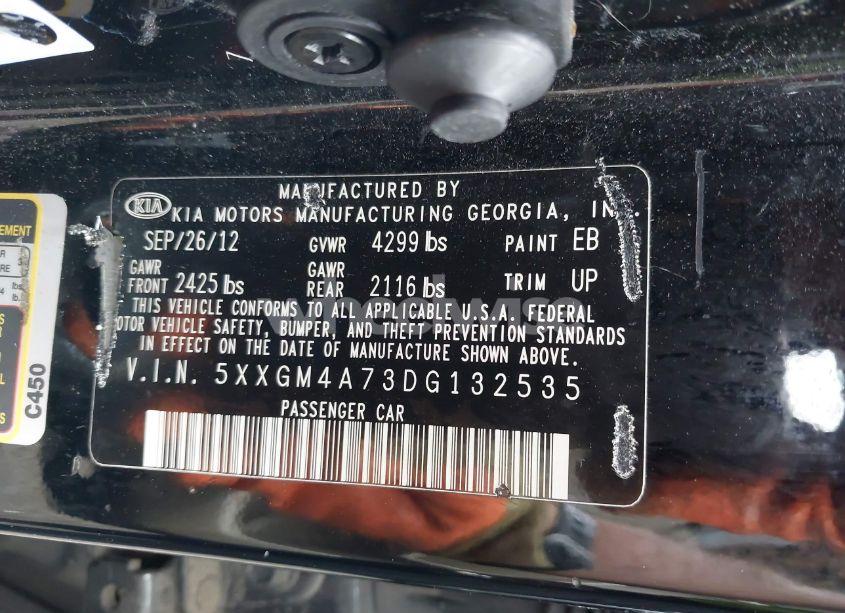 MANUFACTURED BY
KIA KIA MOTORS MANUFACTURING GEORGIA, IN
SEP/26/12 GVWR 4299 lbs PAINT EB
GAWR FRONT 2425 lbs GAWR REAR 2116 lbs TRIM UP
THIS VEHICLE CONFORMS TO ALL APPLICABLE U.S.A. FEDERAL
MOTOR VEHICLE SAFETY, BUMPER, AND THEFT PREVENTION STANDARDS
IN EFFECT ON THE DATE OF MANUFACTURE SHOWN ABOVE.
V.I.N. 5XXGM4A73DG132535
PASSENGER CAR
C450